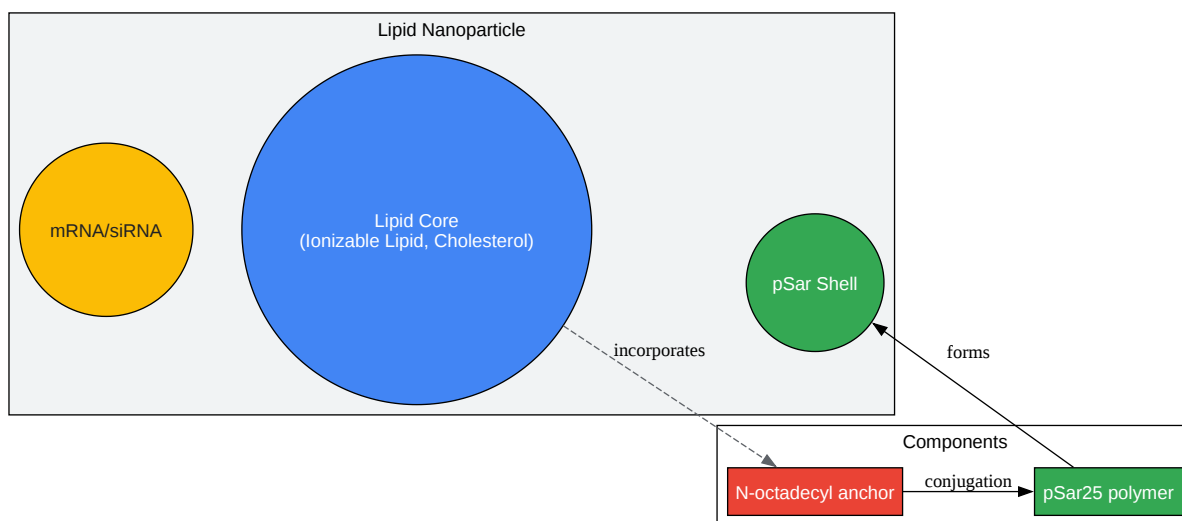 Lipid Nanoparticle
mRNA/siRNA
Lipid Core
(Ionizable Lipid, Cholesterol)
pSar Shell
incorporates
forms
Components
N-octadecyl anchor
conjugation
pSar25 polymer